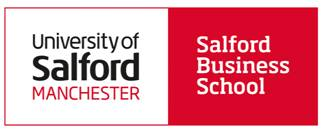 University of
Salford
MANCHESTER
Salford
Business
School